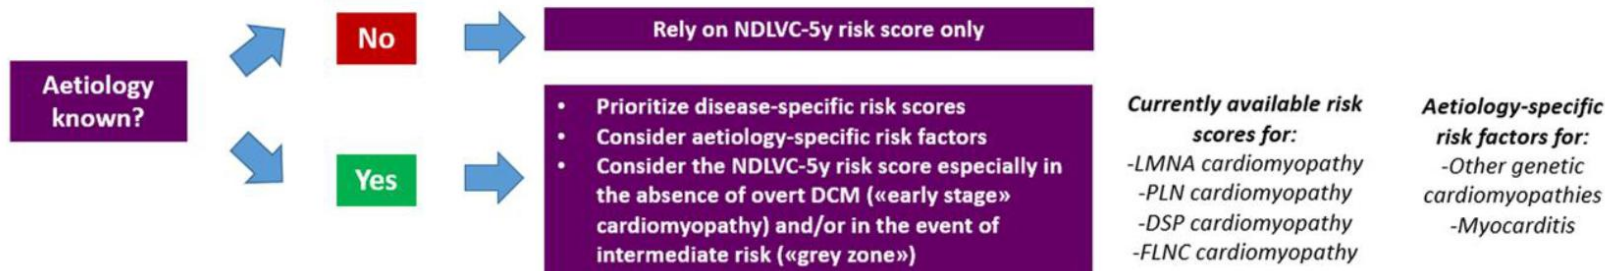 Aetiology
known?
No
Rely on NDLVC-5y risk score only
Yes
• Prioritize disease-specific risk scores
• Consider aetiology-specific risk factors
• Consider the NDLVC-5y risk score especially in
the absence of overt DCM («early stage»
cardiomyopathy) and/or in the event of
intermediate risk («grey zone»)
Currently available risk
scores for:
-LMNA cardiomyopathy
-PLN cardiomyopathy
-DSP cardiomyopathy
-FLNC cardiomyopathy
Aetiology-specific
risk factors for:
-Other genetic
cardiomyopathies
-Myocarditis